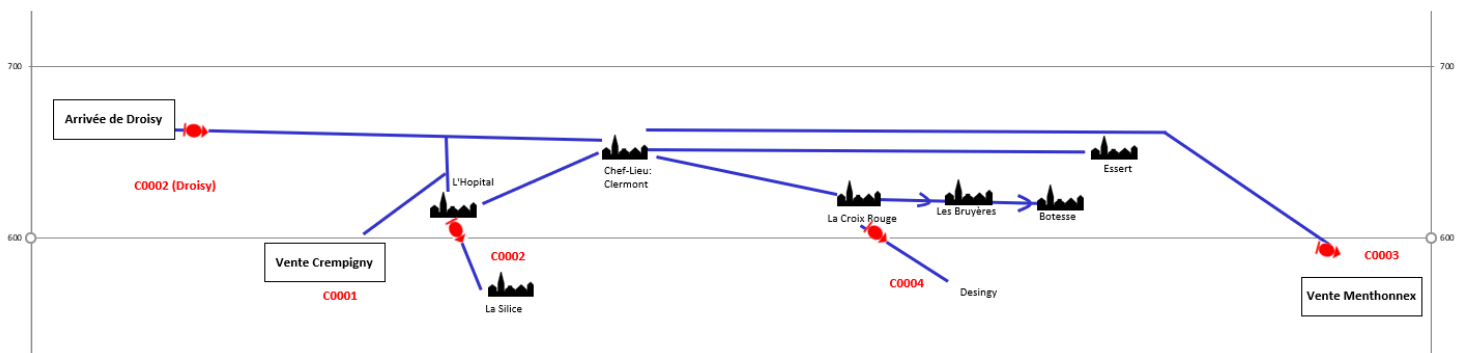 700
700
Arrivée de Droisy
C0002 (Droisy)
L'Hopital
Chef-Lieu:
Clermont
Essert
La Croix Rouge
Les Bruyères
Botesse
600
600
Vente Crempigny
C0002
C0003
C0001
C0004
Desingy
Vente Menthonnex
La Silice